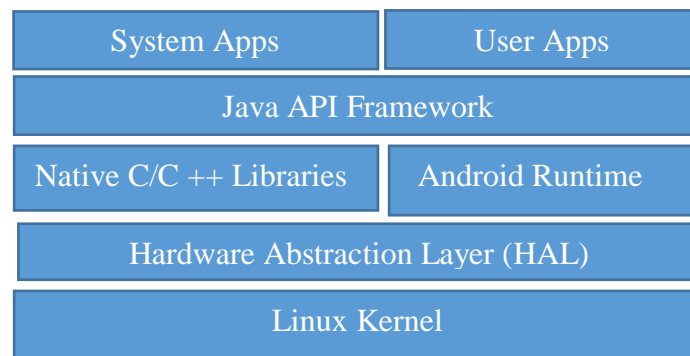 System Apps
User Apps
Java API Framework
Native C/C ++ Libraries
Android Runtime
Hardware Abstraction Layer (HAL)
Linux Kernel